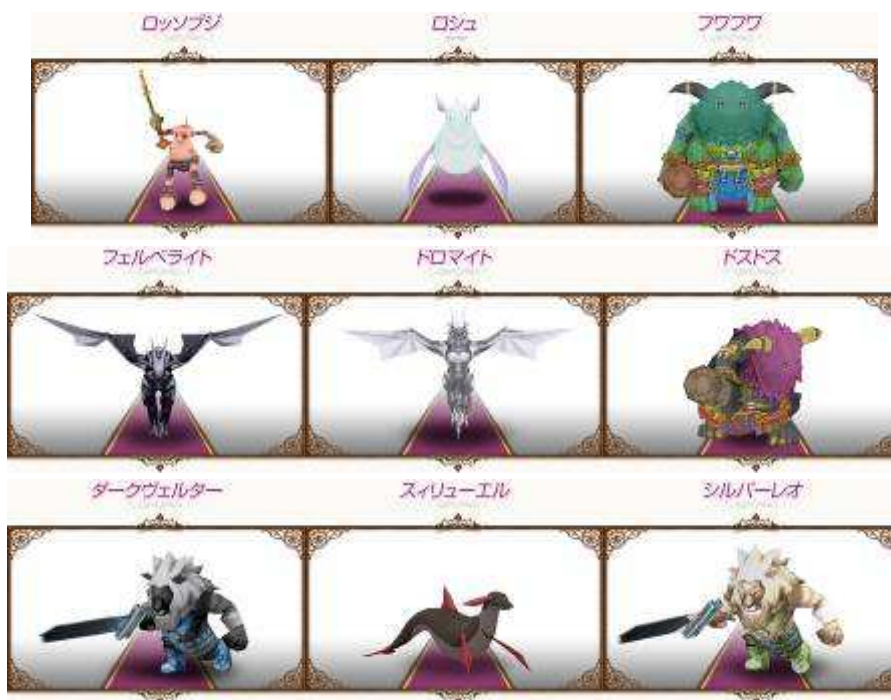 ロッソプジ
ロシュ
フワフワ
フェルベライト
ドロマイト
ドスドス
ダークヴェルター
スィリューエル
シルバーレオ